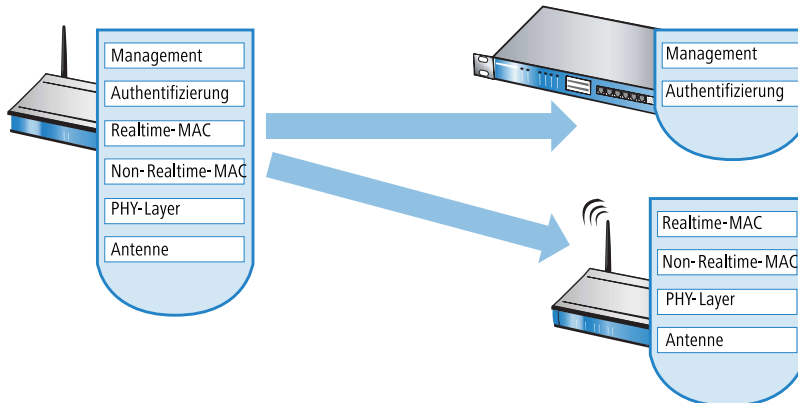 Management
Authentifizierung
Realtime-MAC
Non-Realtime-MAC
PHY-Layer
Antenne
Management
Authentifizierung
Realtime-MAC
Non-Realtime-MAC
PHY-Layer
Antenne